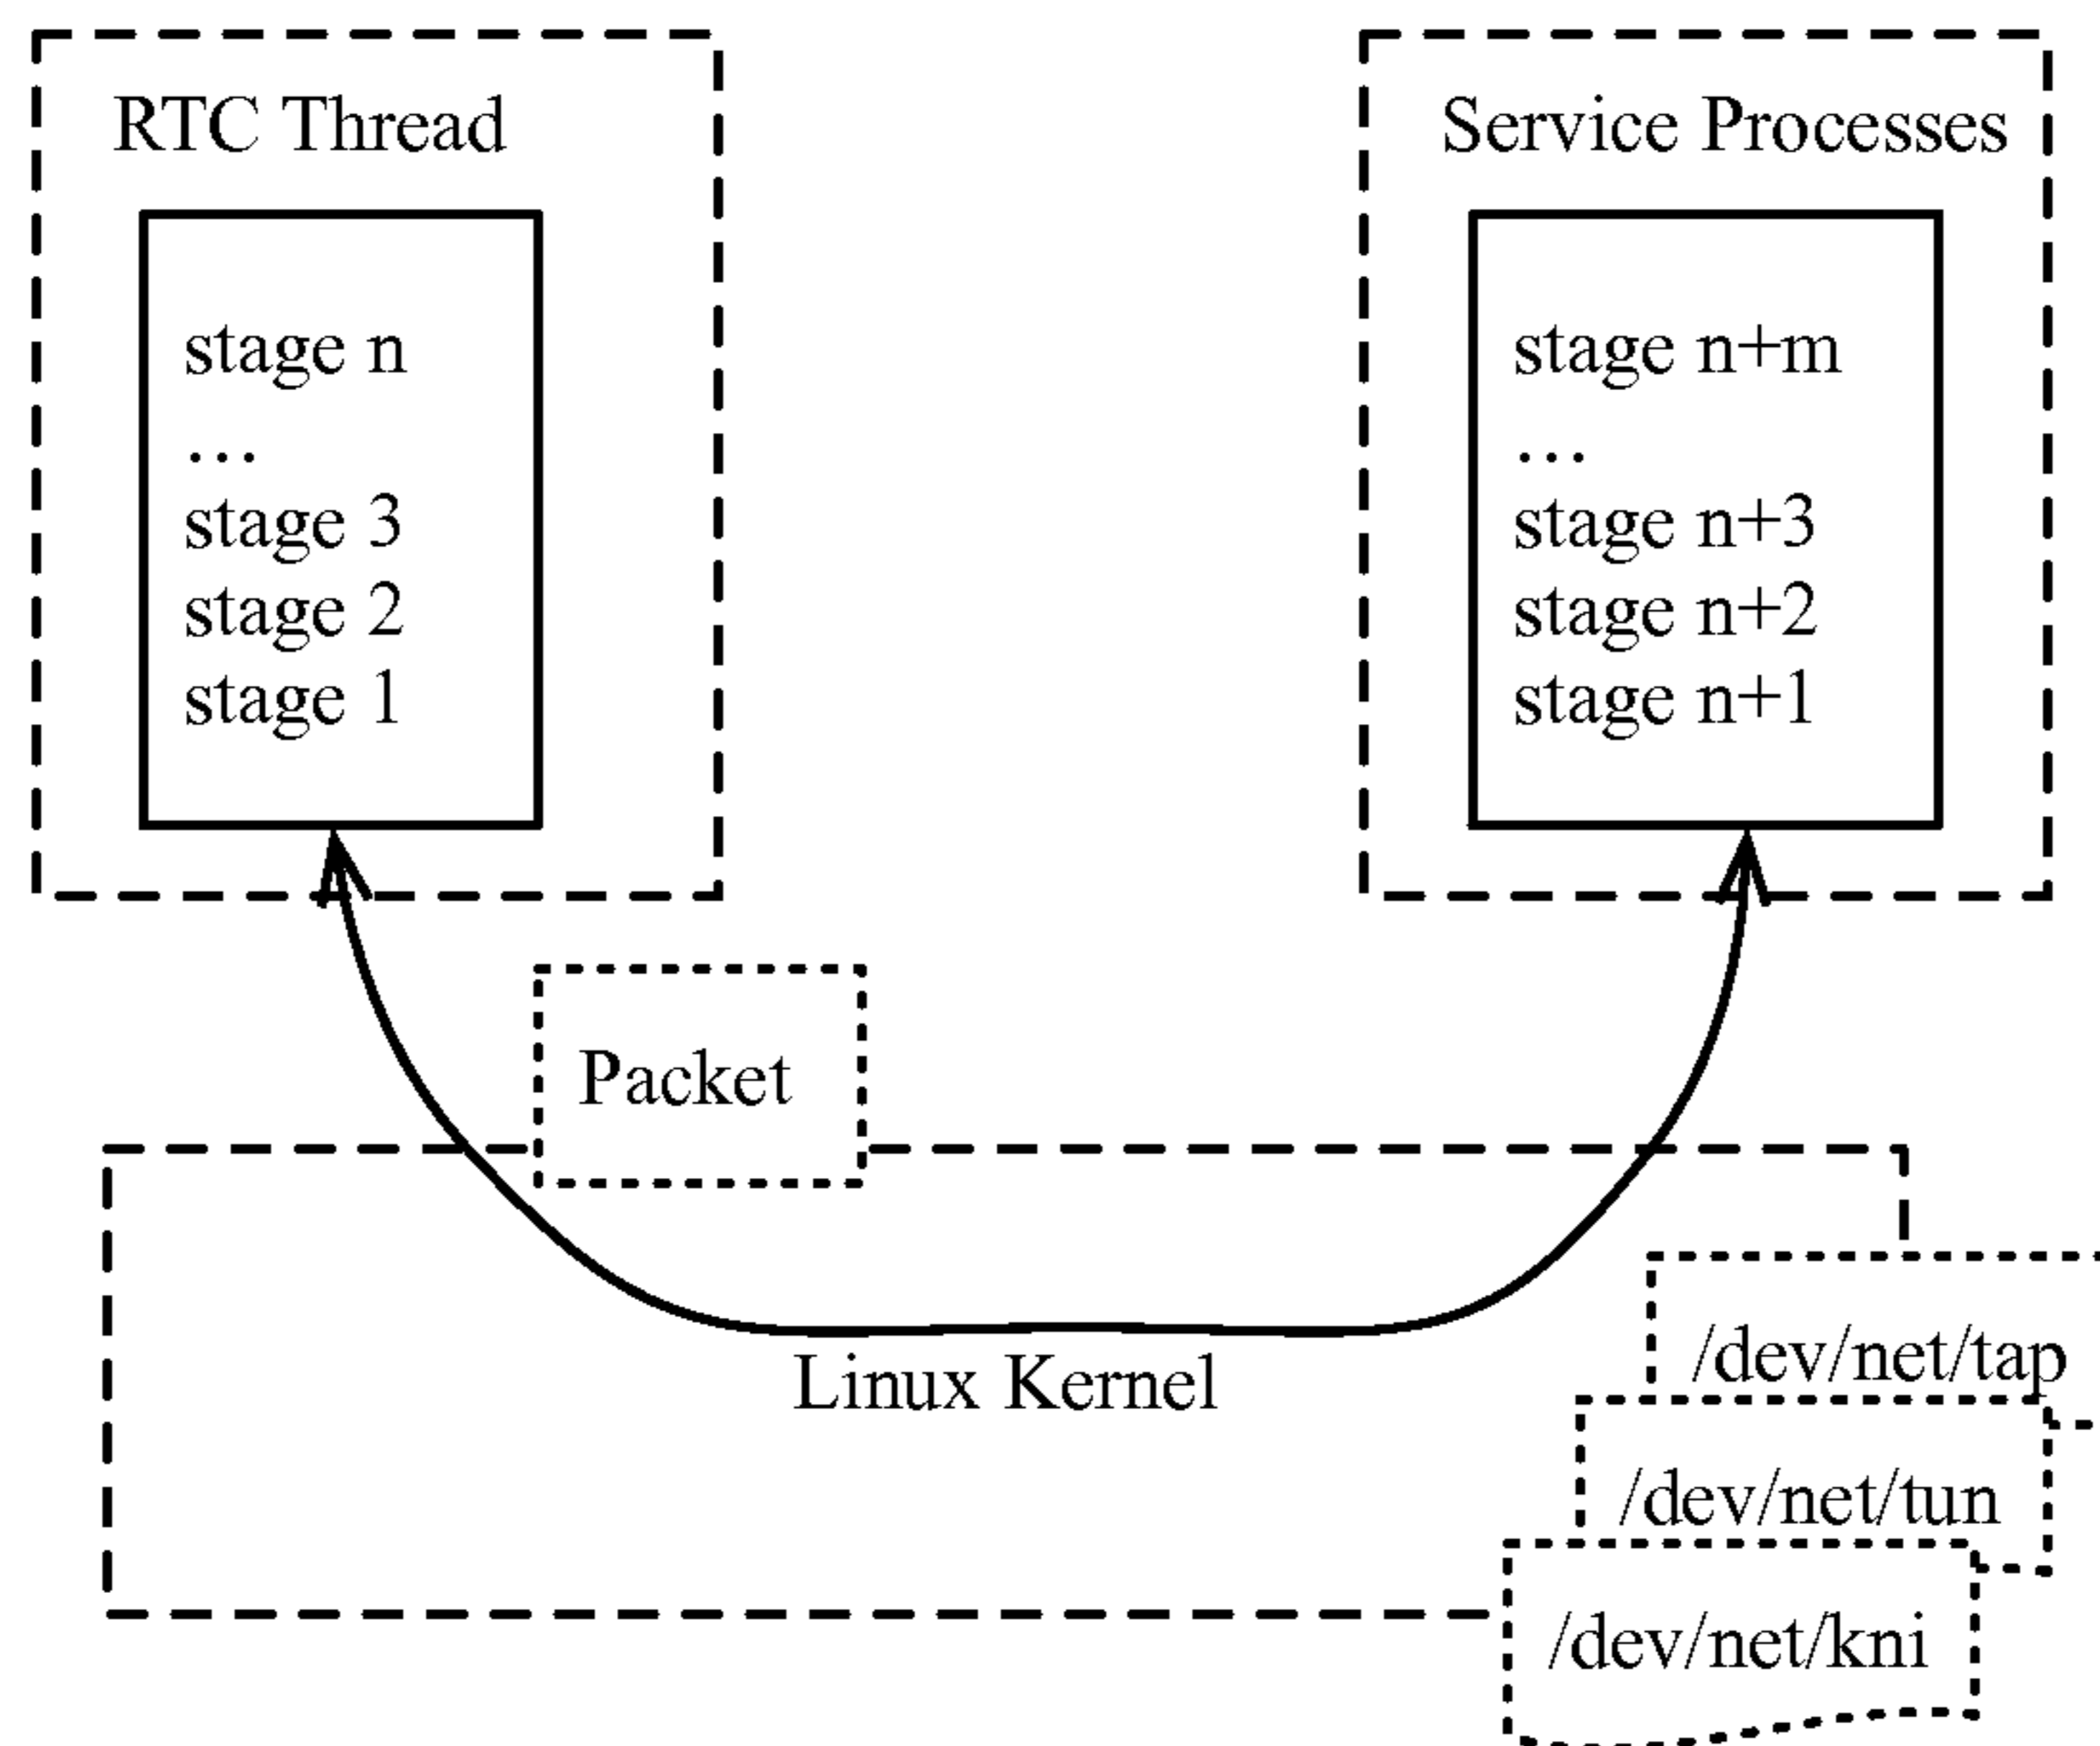 RTC Thread
stage n
...
stage 3
stage 2
stage 1
Service Processes
stage n+m
...
stage n+3
stage n+2
stage n+1
Packet
Linux Kernel
/dev/net/tap
/dev/net/tun
/dev/net/kni